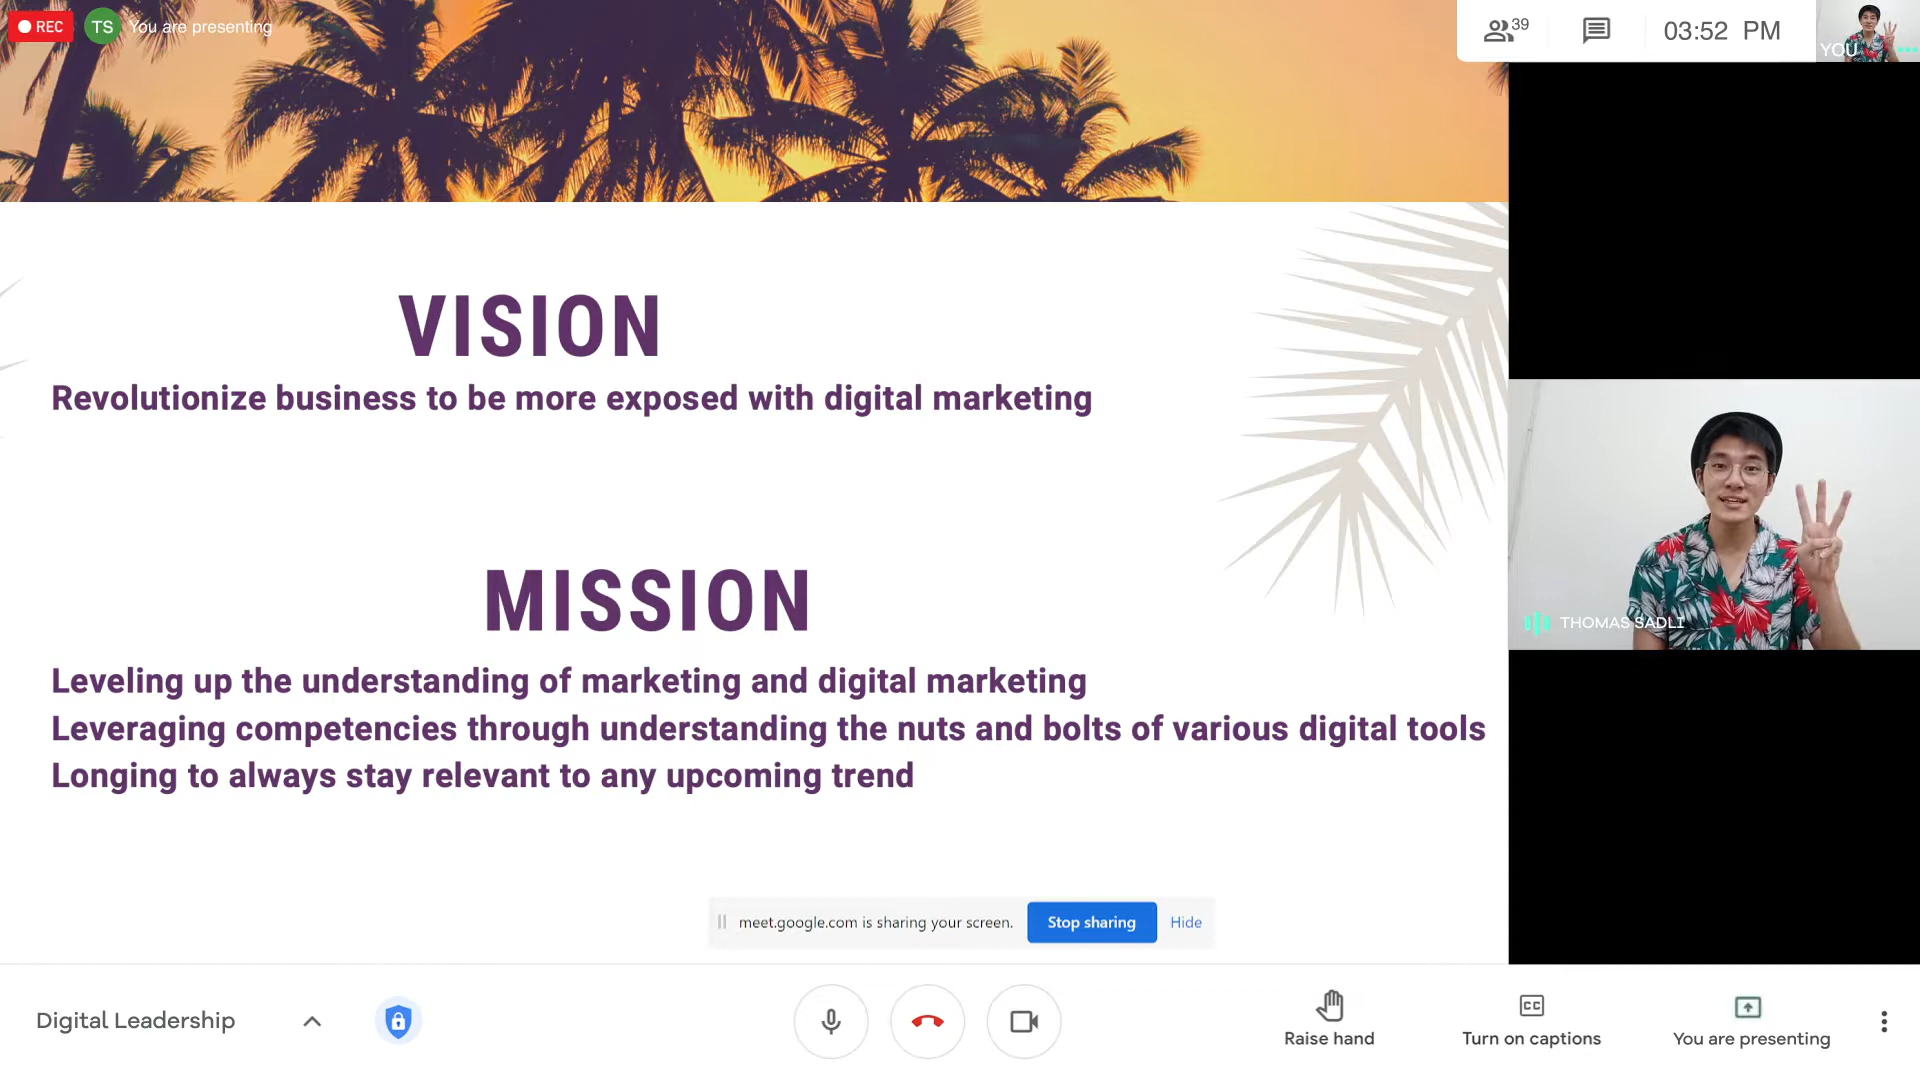 REC
TS
You are presenting
39
03:52 PM
YOU
VISION
Revolutionize business to be more exposed with digital marketing
MISSION
Leveling up the understanding of marketing and digital marketing
Leveraging competencies through understanding the nuts and bolts of various digital tools
Longing to always stay relevant to any upcoming trend
THOMAS SADLI
meet.google.com is sharing your screen.
Stop sharing
Hide
Digital Leadership
Raise hand
CC
Turn on captions
You are presenting